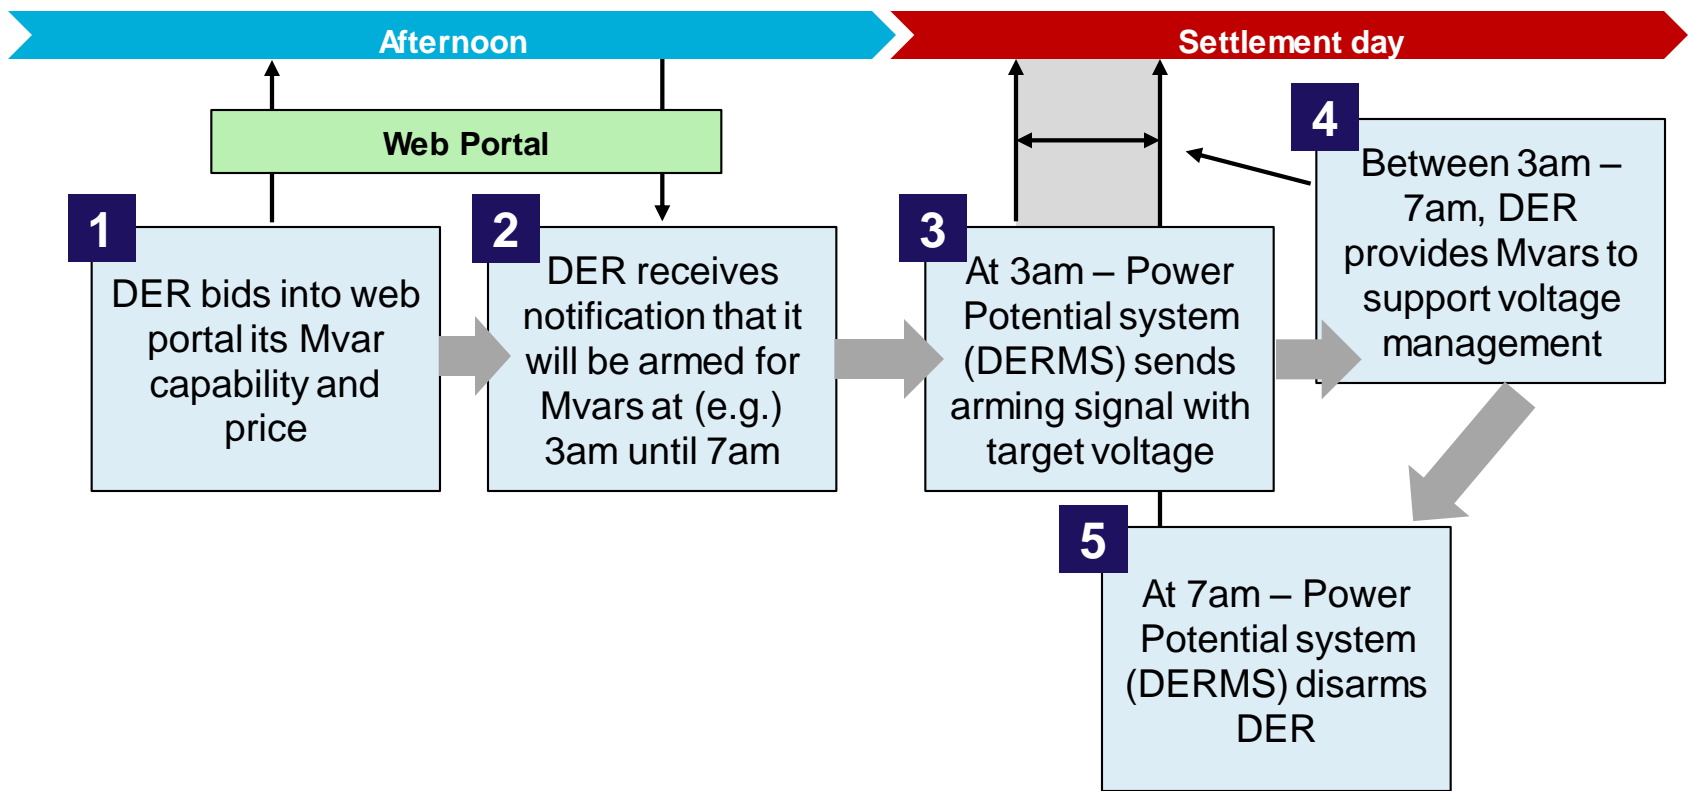 Afternoon
Settlement day
Web Portal
1
DER bids into web
portal its Mvar
capability and
price
2
DER receives
notification that it
will be armed for
Mvars at (e.g.)
3am until 7am
3
At 3am – Power
Potential system
(DERMS) sends
arming signal with
target voltage
4
Between 3am –
7am, DER
provides Mvars to
support voltage
management
5
At 7am – Power
Potential system
(DERMS) disarms
DER